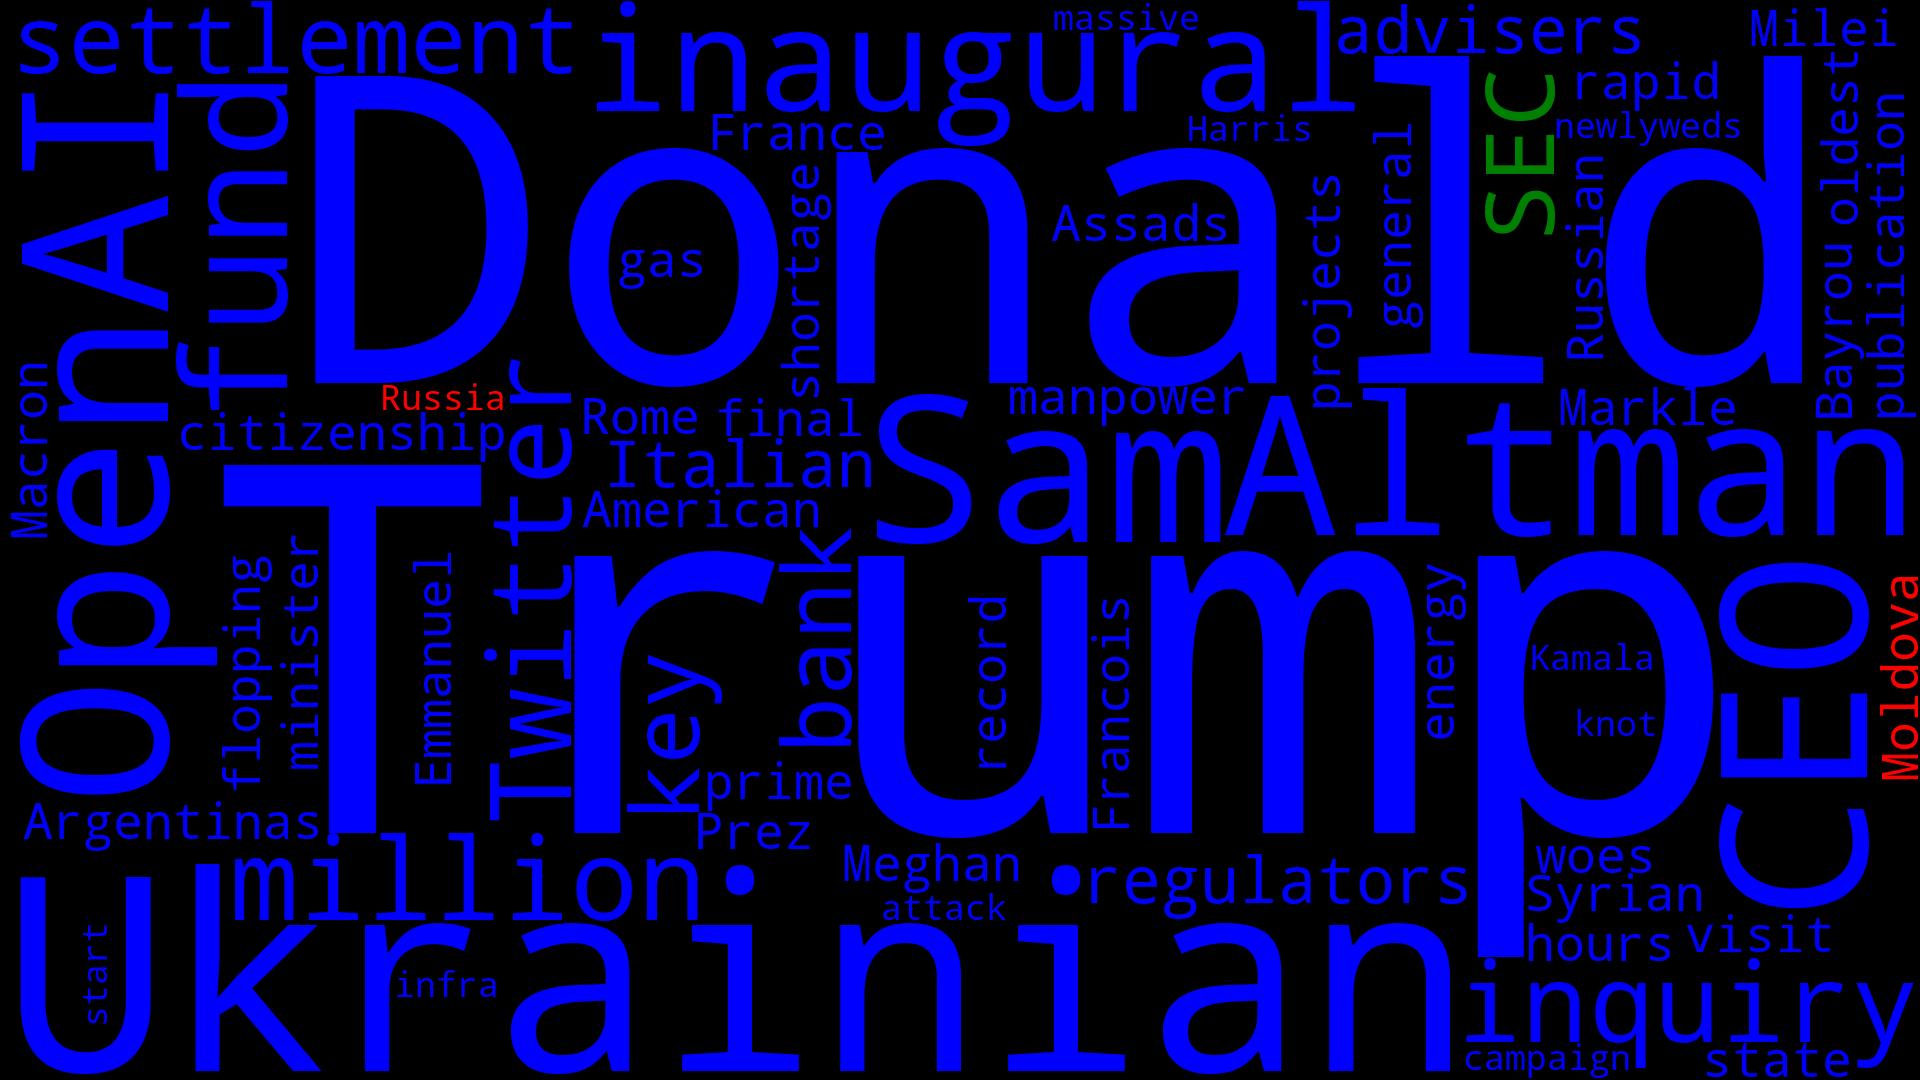 settlement
inaugural
massive
advisers
Milei
OpenAI
fund
Donald
France
Harris
SEC
rapid
newlyweds
oldest
publication
shortage
gas
Assads
projects
general
Russian
Bayrou
Macron
Russia
citizenship
Twitter
Rome
final
manpower
Markle
Italian
SamAltman
American
Trump
flopping
minister
Emmanuel
key
bank
record
Francois
energy
Kamala
knot
CEO
Moldova
prime
Prez
Argentinas
million
Meghan
attack
regulators
woes
Syrian
hours
visit
Ukrainian
start
infra
inquiry
campaign
state